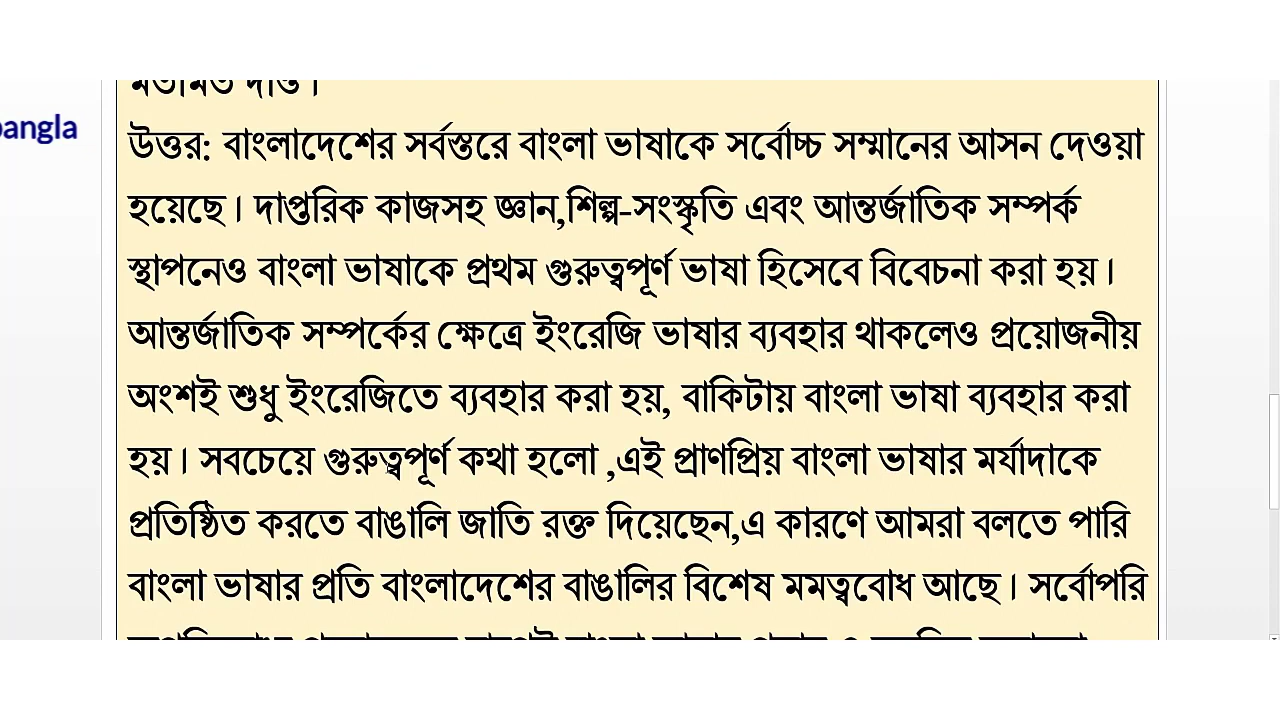 মতামত দাও।
bangla
উত্তর: বাংলাদেশের সর্বস্তরে বাংলা ভাষাকে সর্বোচ্চ সম্মানের আসন দেওয়া
হয়েছে। দাপ্তরিক কাজসহ জ্ঞান,শিল্প-সংস্কৃতি এবং আন্তর্জাতিক সম্পর্ক
স্থাপনেও বাংলা ভাষাকে প্রথম গুরুত্বপূর্ণ ভাষা হিসেবে বিবেচনা করা হয়।
আন্তর্জাতিক সম্পর্কের ক্ষেত্রে ইংরেজি ভাষার ব্যবহার থাকলেও প্রয়োজনীয়
অংশই শুধু ইংরেজিতে ব্যবহার করা হয়, বাকিটায় বাংলা ভাষা ব্যবহার করা
হয়। সবচেয়ে গুরুত্বপূর্ণ কথা হলো ,এই প্রাণপ্রিয় বাংলা ভাষার মর্যাদাকে
প্রতিষ্ঠিত করতে বাঙালি জাতি রক্ত দিয়েছেন,এ কারণে আমরা বলতে পারি
বাংলা ভাষার প্রতি বাংলাদেশের বাঙালির বিশেষ মমত্ববোধ আছে। সর্বোপরি